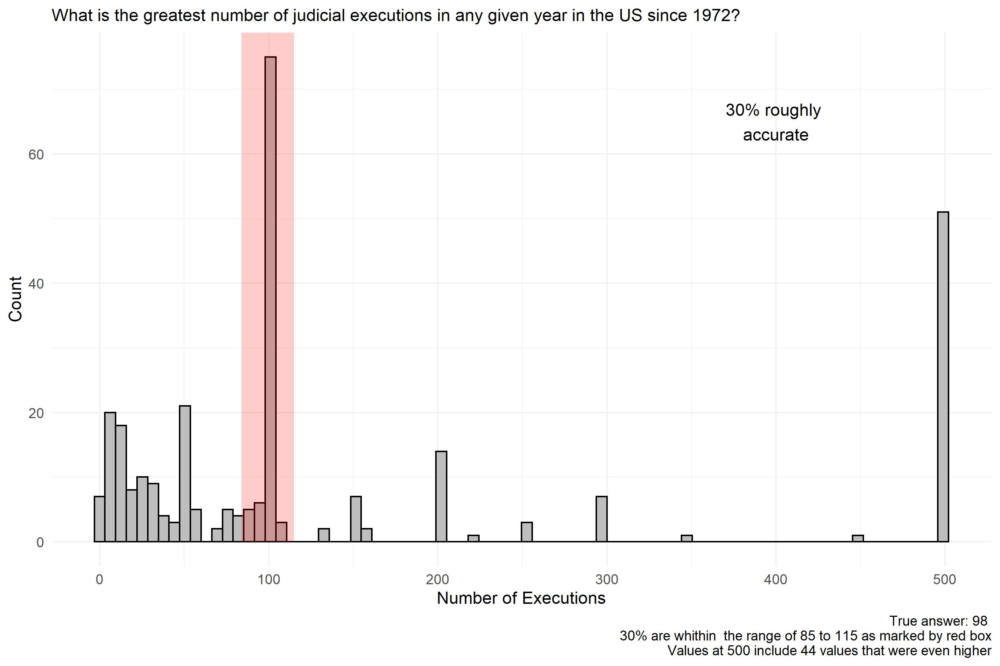 What is the greatest number of judicial executions in any given year in the US since 1972?
30% roughly
accurate
60
40
20
0
Count
0 100 200 300 400 500
Number of Executions
True answer: 98
30% are whithin  the range of 85 to 115 as marked by red box
Values at 500 include 44 values that were even higher